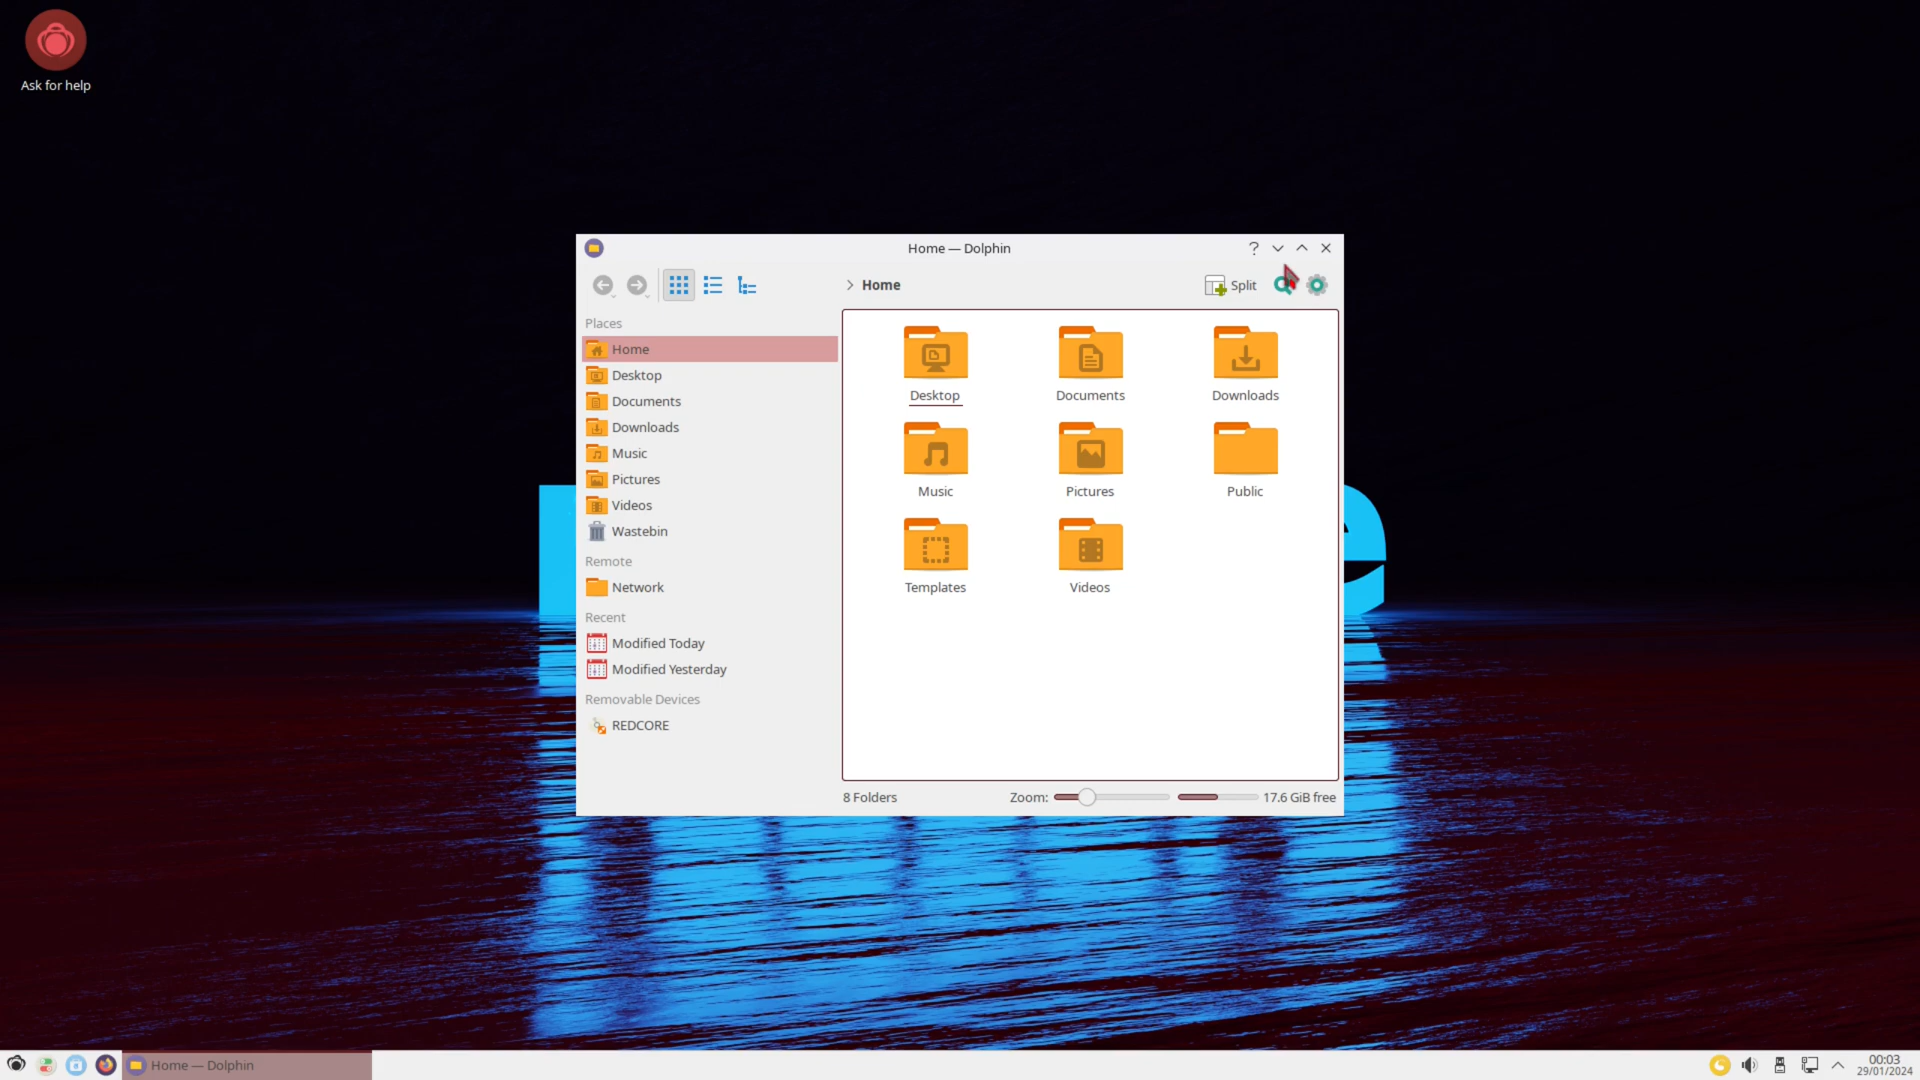 Ask for help
Home — Dolphin
?
Home
Split
Places
Home
Desktop
Documents
Downloads
Music
Pictures
Videos
Wastebin
Remote
Network
Recent
Modified Today
Modified Yesterday
Removable Devices
REDCORE
Desktop
Documents
Downloads
Music
Pictures
Public
Templates
Videos
8 Folders
Zoom:
17.6 GiB free
Home — Dolphin
00:03
29/01/2024